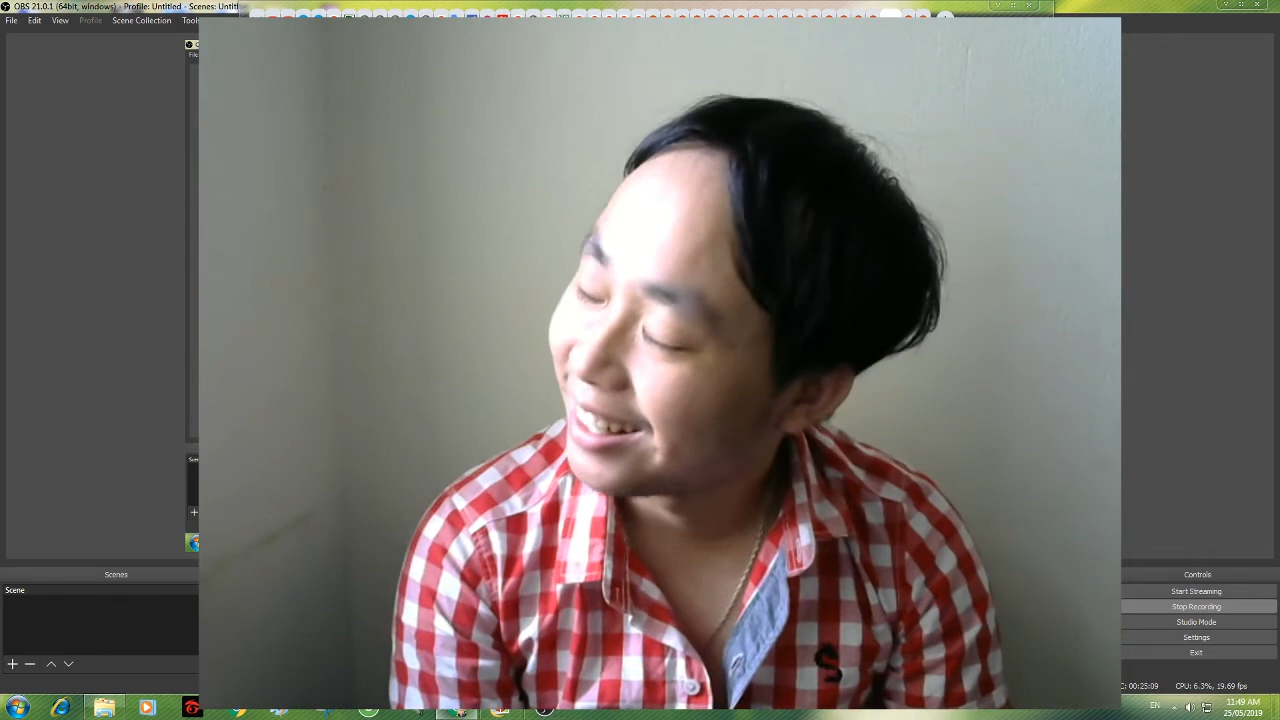 OBS 21.0.1 (64bit, windows) - Profile: Untitled - Scenes: Untitl
File Edit View Profile Scene Collection Tools
Scenes
Scene
Controls
Start Streaming
Stop Recording
Studio Mode
Settings
Exit
C: 00:25:09 CPU: 6.3%, 19.69 fps
EN
11:49 AM
25/05/2019